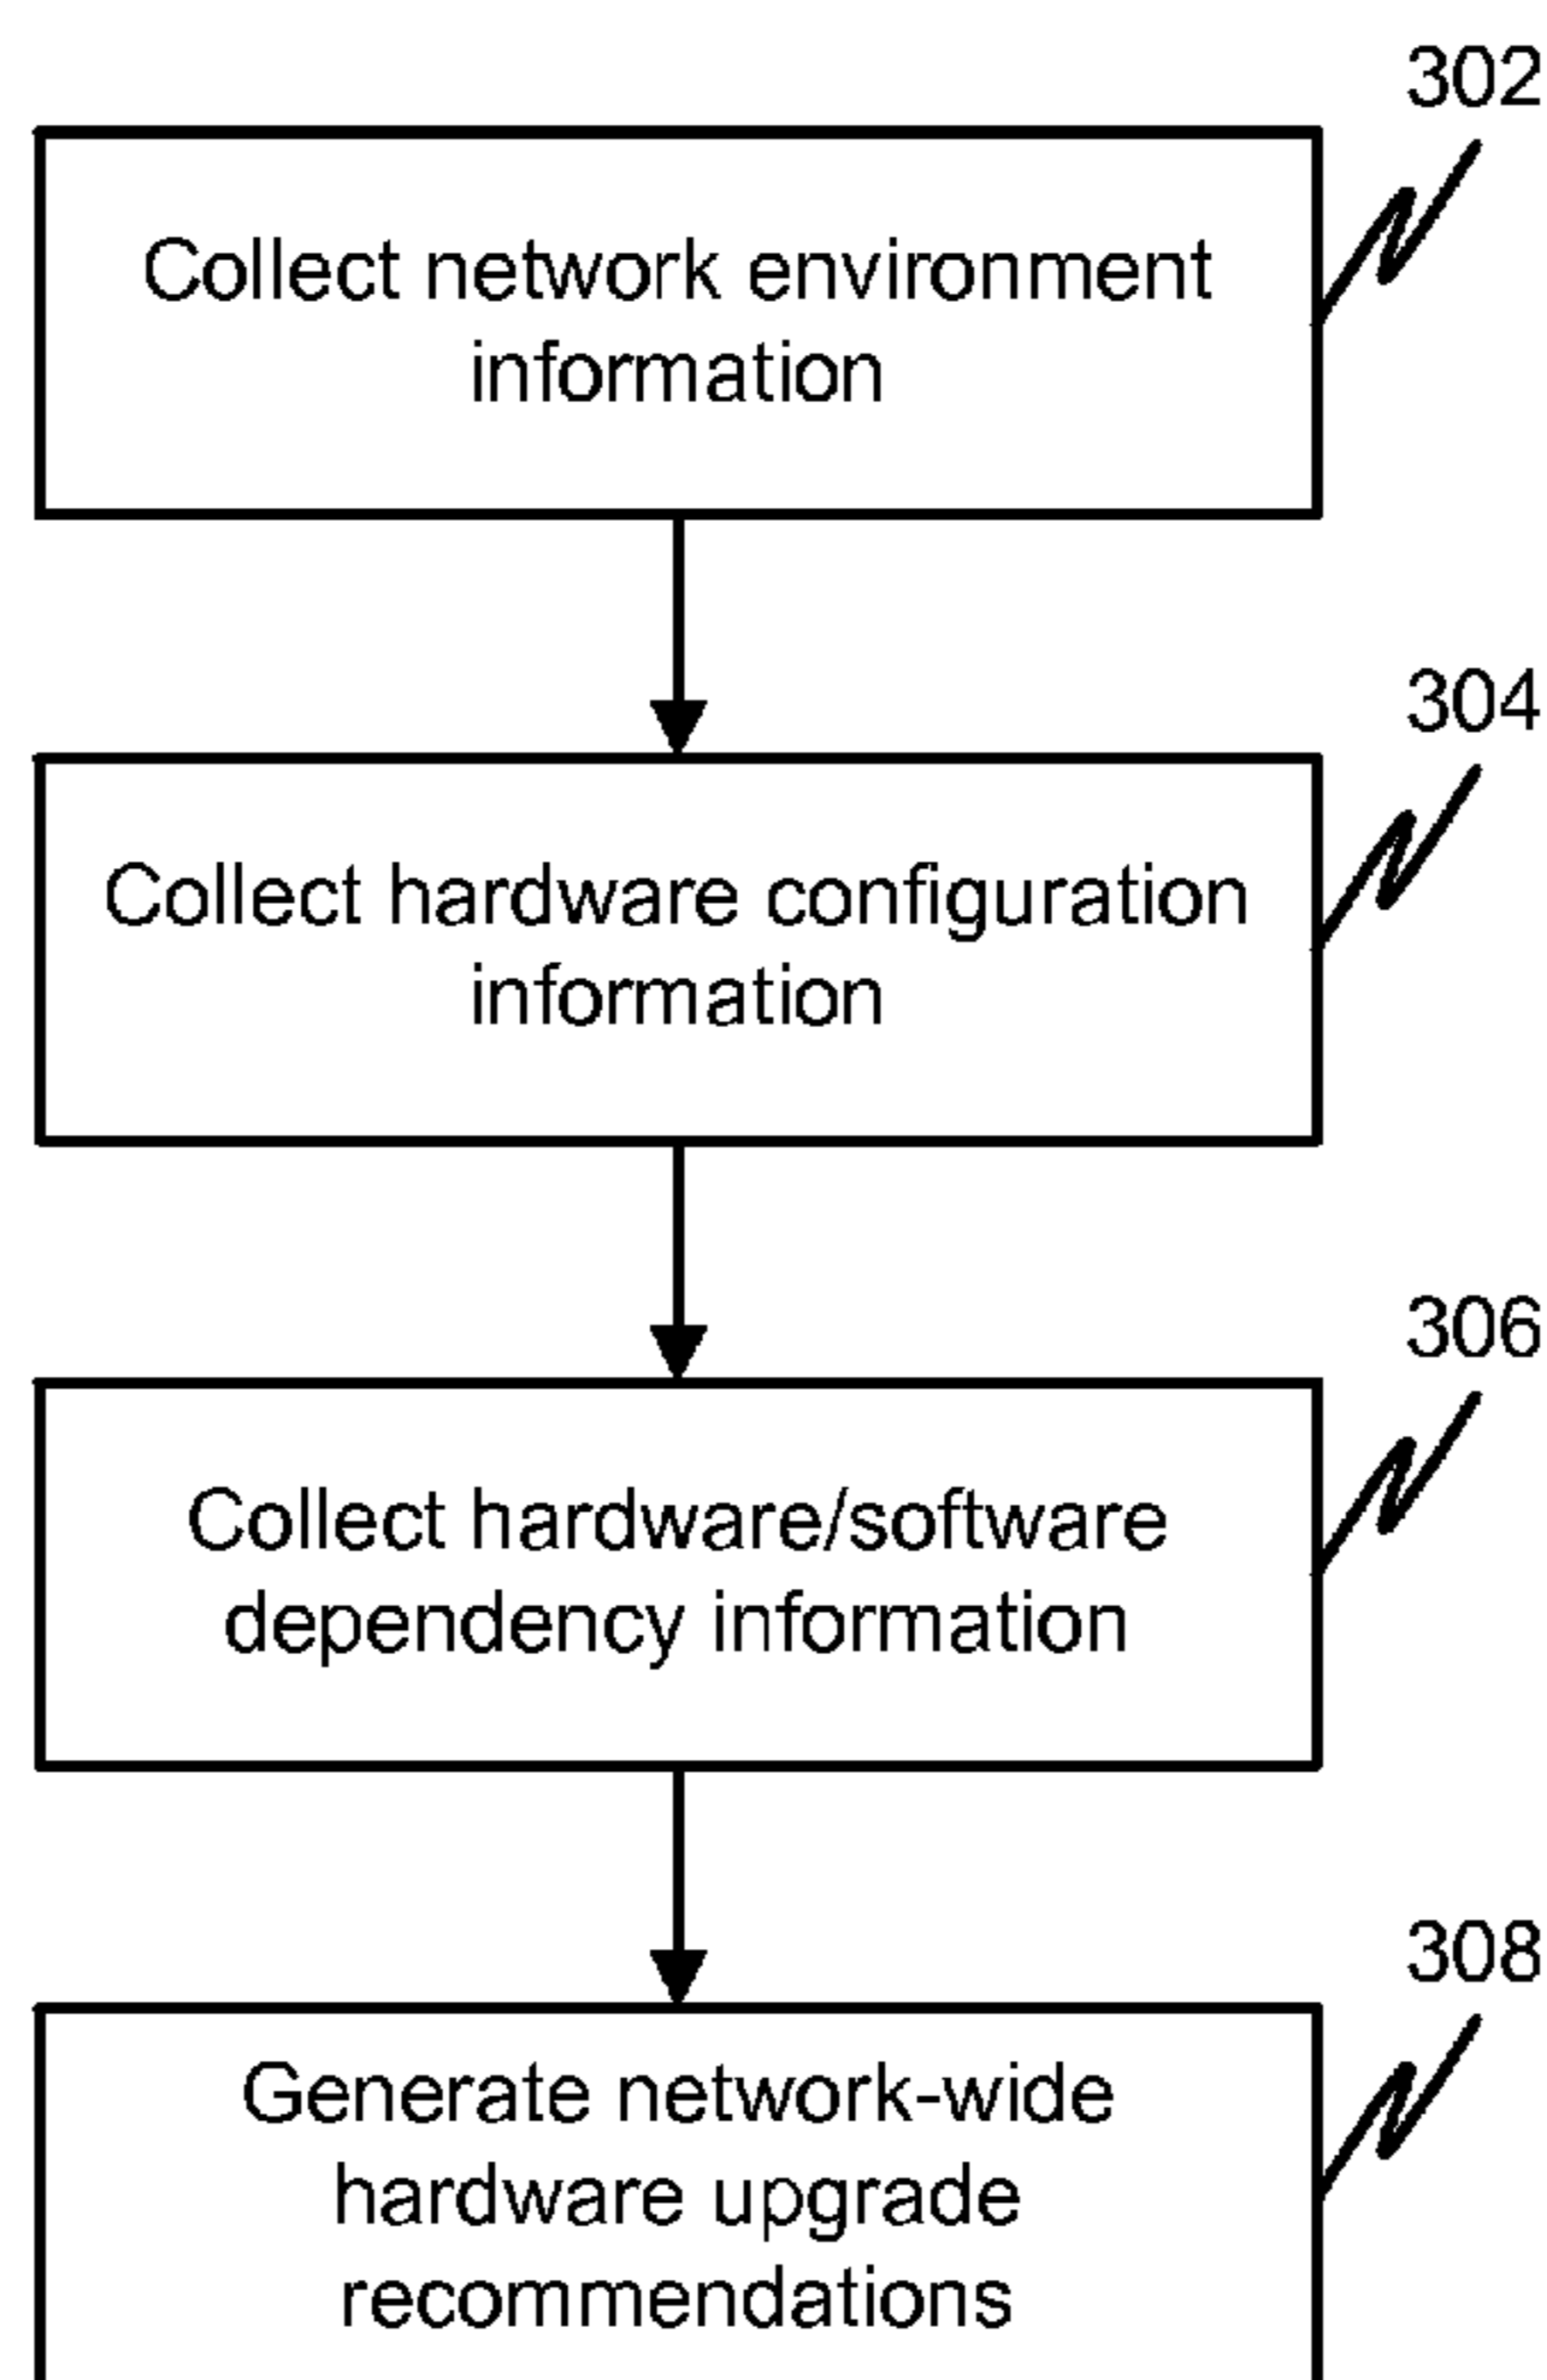 302
Collect network environment
information
304
Collect hardware configuration
information
306
Collect hardware/software
dependency information
308
Generate network-wide
hardware upgrade
recommendations